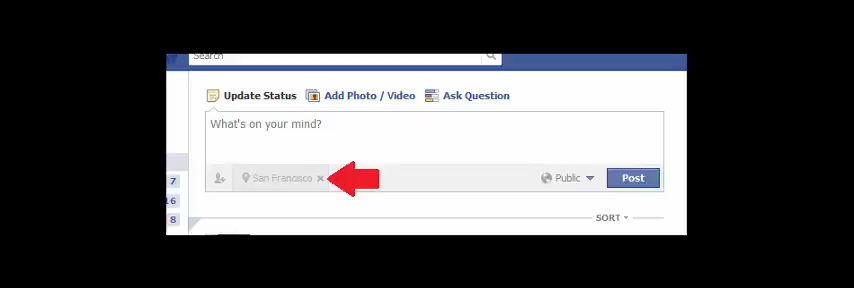 Search
Update Status Add Photo / Video Ask Question
What's on your mind?
7
San Francisco × Public Post
16
8
SORT